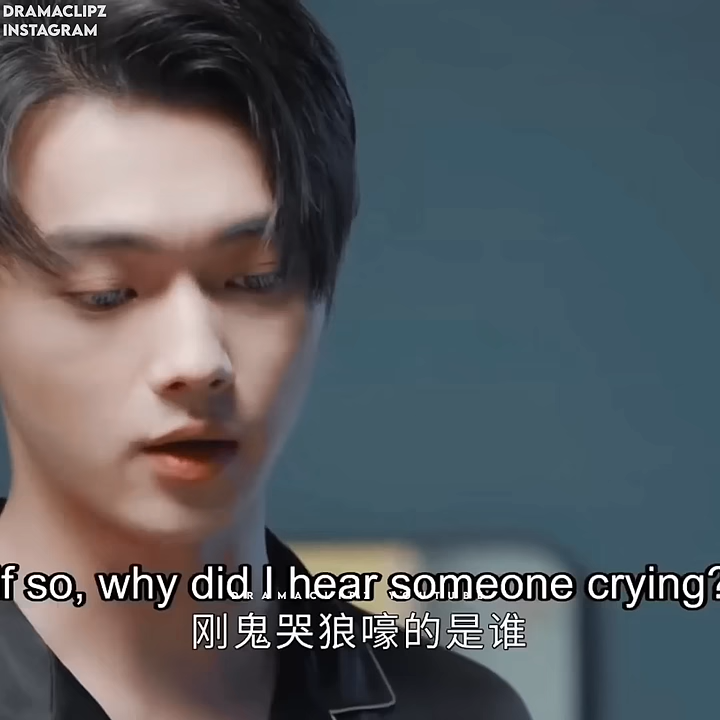 DRAMACLIPZ
INSTAGRAM
f so, why did I hear someone crying?
刚鬼哭狼嚎的是谁